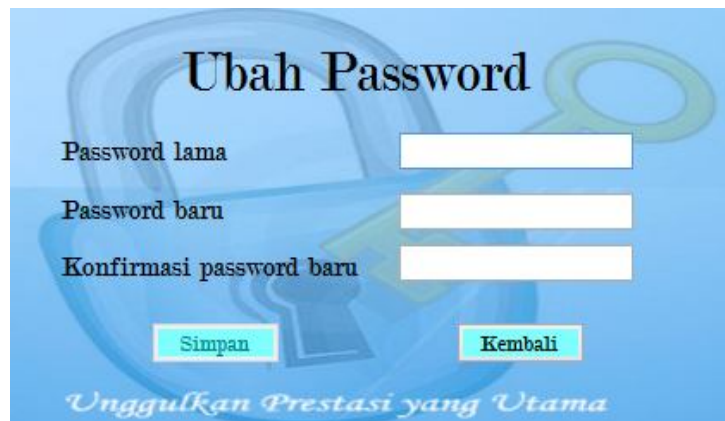 Ubah Password
Password lama
Password baru
Konfirmasi password baru
Simpan Kembali
Unggulkan Prestasi yang Utama